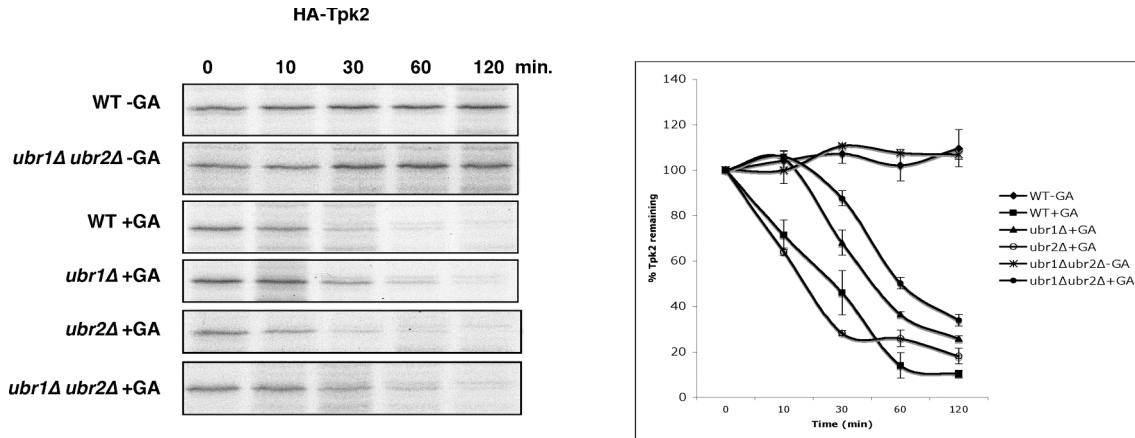 HA-Tpk2
0 10 30 60 120 min.
WT -GA
ubr1Δ ubr2Δ -GA
WT +GA
ubr1Δ +GA
ubr2Δ +GA
ubr1Δ ubr2Δ +GA
140
120
100
80
60
40
20
0
% Tpk2 remaining
0 10 30 60 120
Time (min)
WT-GA
WT+GA
ubr1Δ+GA
ubr2Δ+GA
ubr1Δubr2Δ-GA
ubr1Δubr2Δ+GA